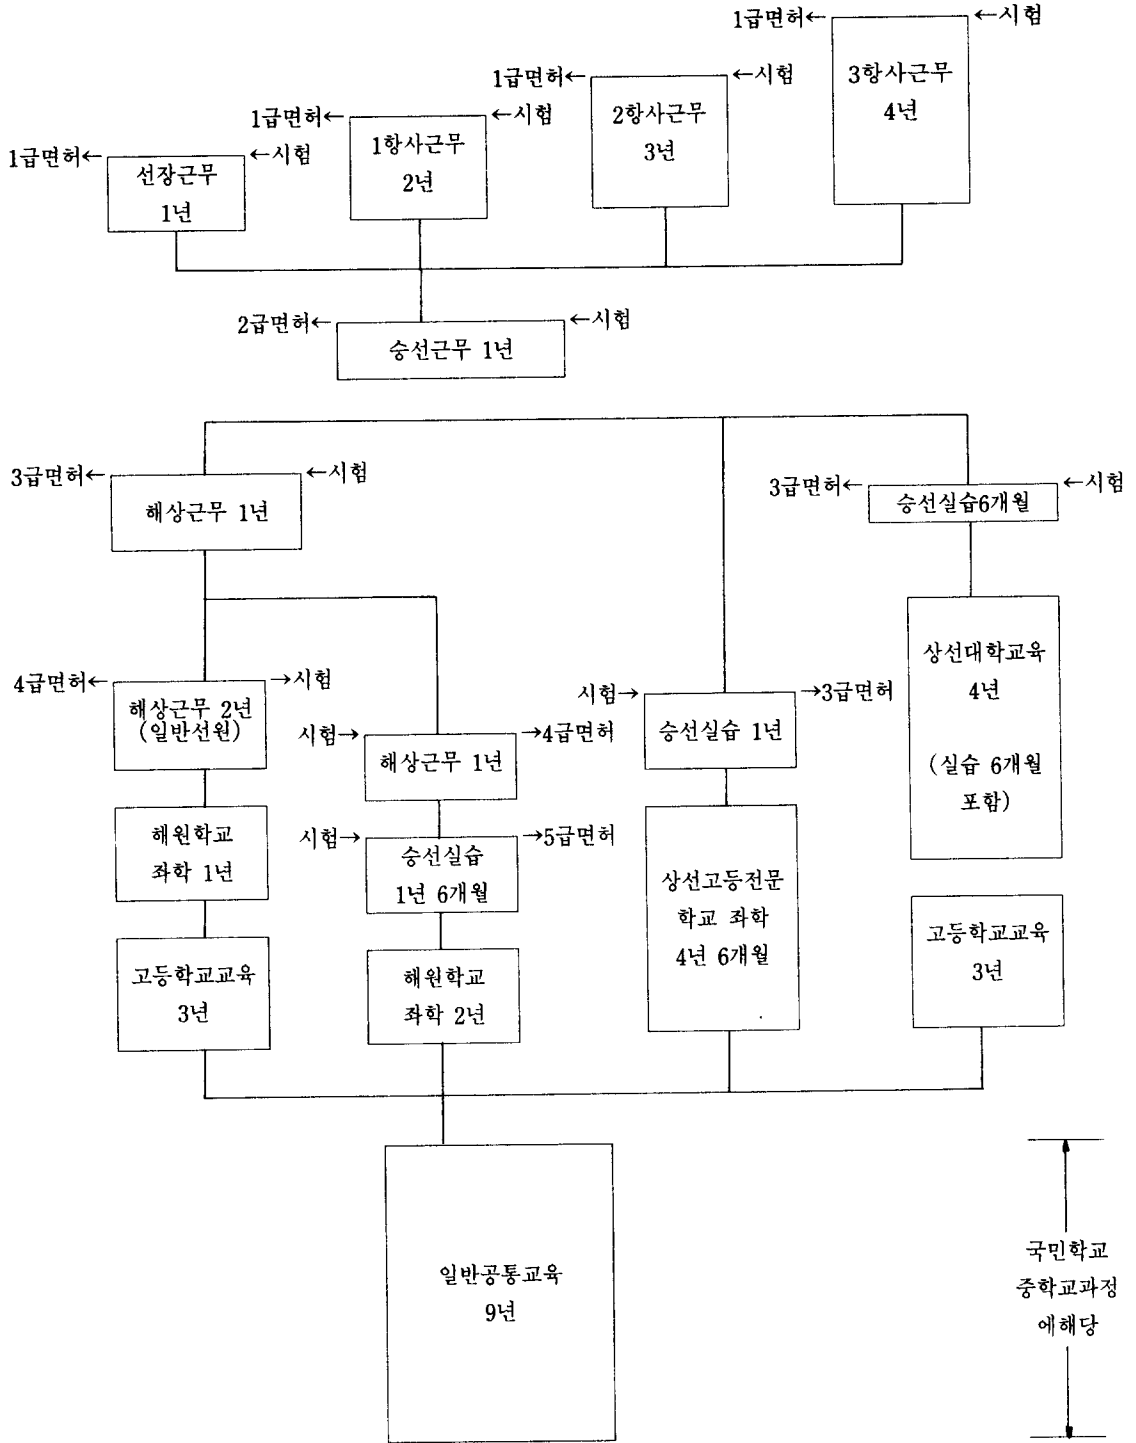 1급면허← ←시험
3항사근무
4년
1급면허← ←시험
2항사근무
3년
1급면허← ←시험
1항사근무
2년
1급면허← ←시험
선장근무
1년
2급면허← ←시험
승선근무 1년
3급면허← ←시험
해상근무 1년
3급면허← ←시험
승선실습6개월
4급면허← →시험
해상근무 2년
(일반선원)
해원학교
좌학 1년
고등학교교육
3년
시험→ →4급면허
해상근무 1년
시험→ →5급면허
승선실습
1년 6개월
해원학교
좌학 2년
시험→ →3급면허
승선실습 1년
상선고등전문
학교 좌학
4년 6개월
상선대학교육
4년
(실습 6개월
포함)
고등학교교육
3년
일반공통교육
9년
국민학교
중학교과정
에해당